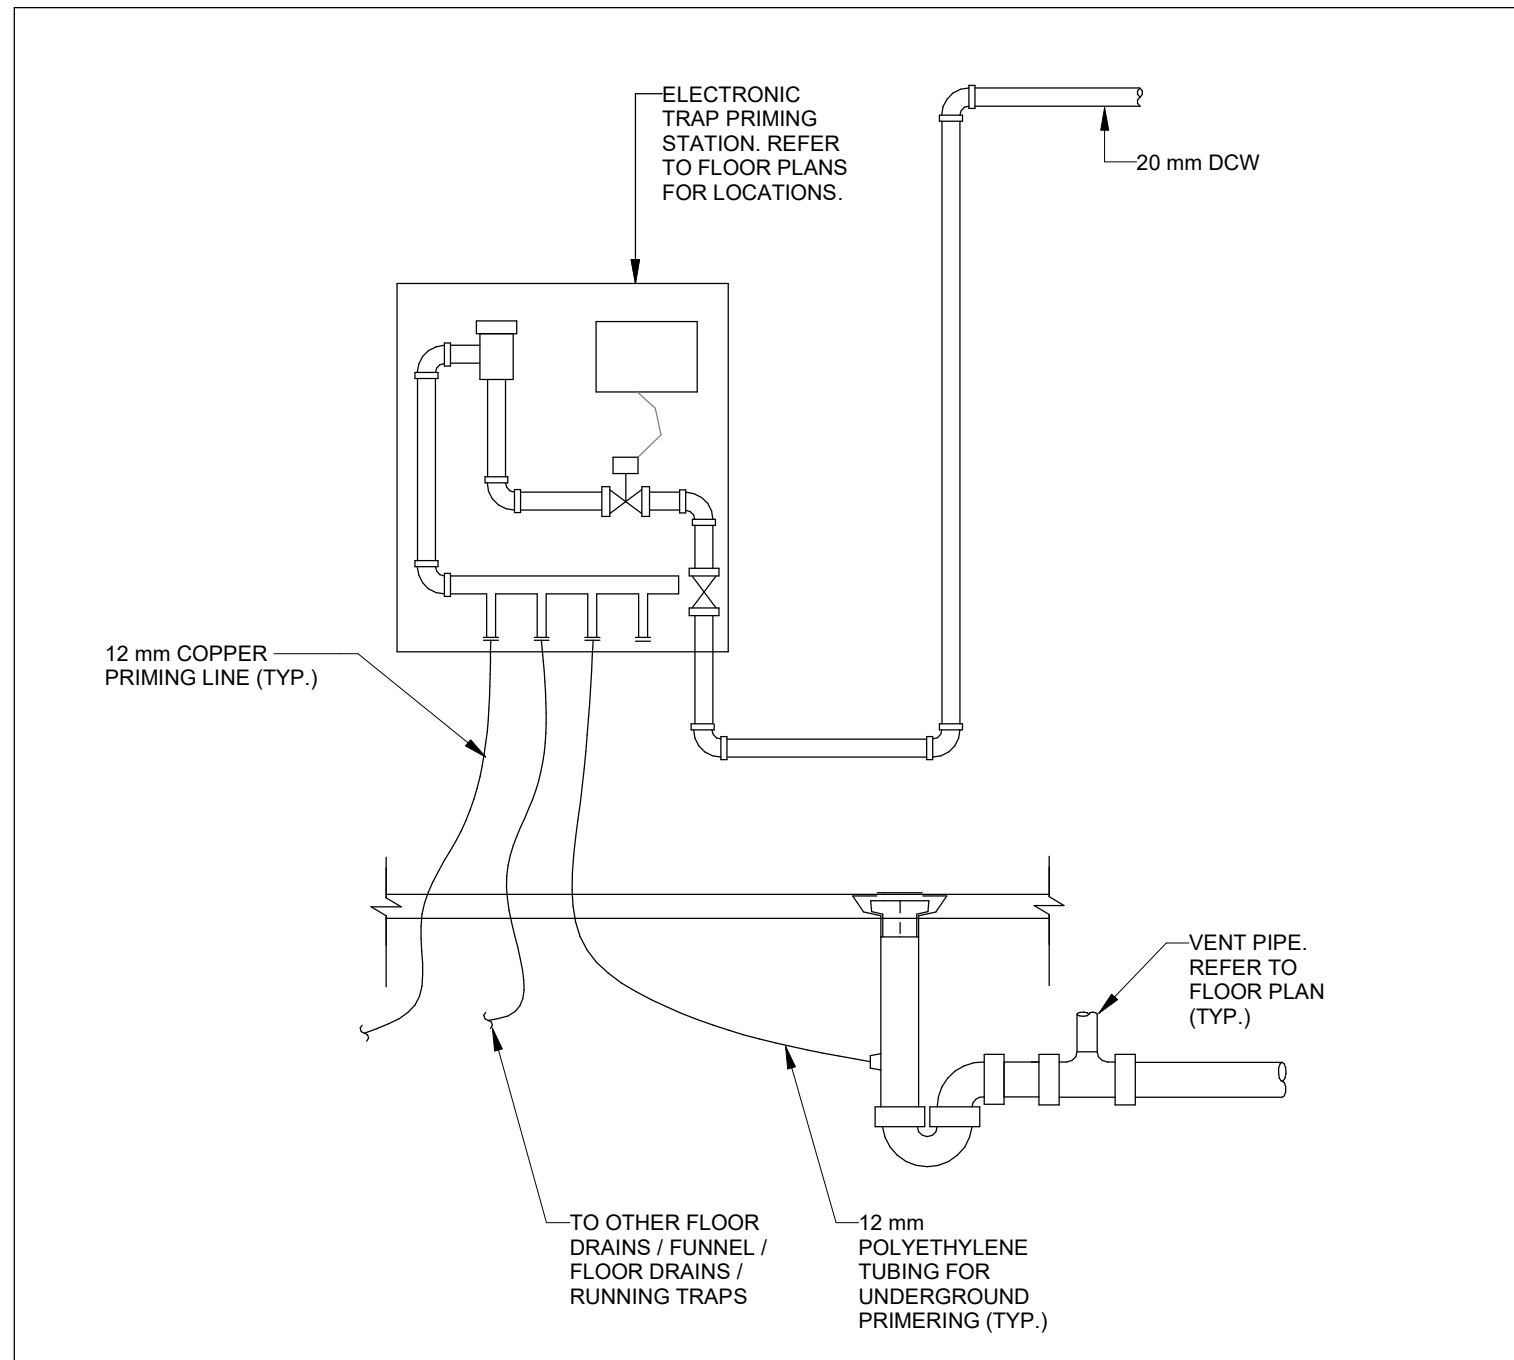 ELECTRONIC
TRAP PRIMING
STATION. REFER
TO FLOOR PLANS
FOR LOCATIONS.
20 mm DCW
12 mm COPPER
PRIMING LINE (TYP.)
VENT PIPE.
REFER TO
FLOOR PLAN
(TYP.)
TO OTHER FLOOR
DRAINS / FUNNEL /
FLOOR DRAINS /
RUNNING TRAPS
12 mm
POLYETHYLENE
TUBING FOR
UNDERGROUND
PRIMERING (TYP.)